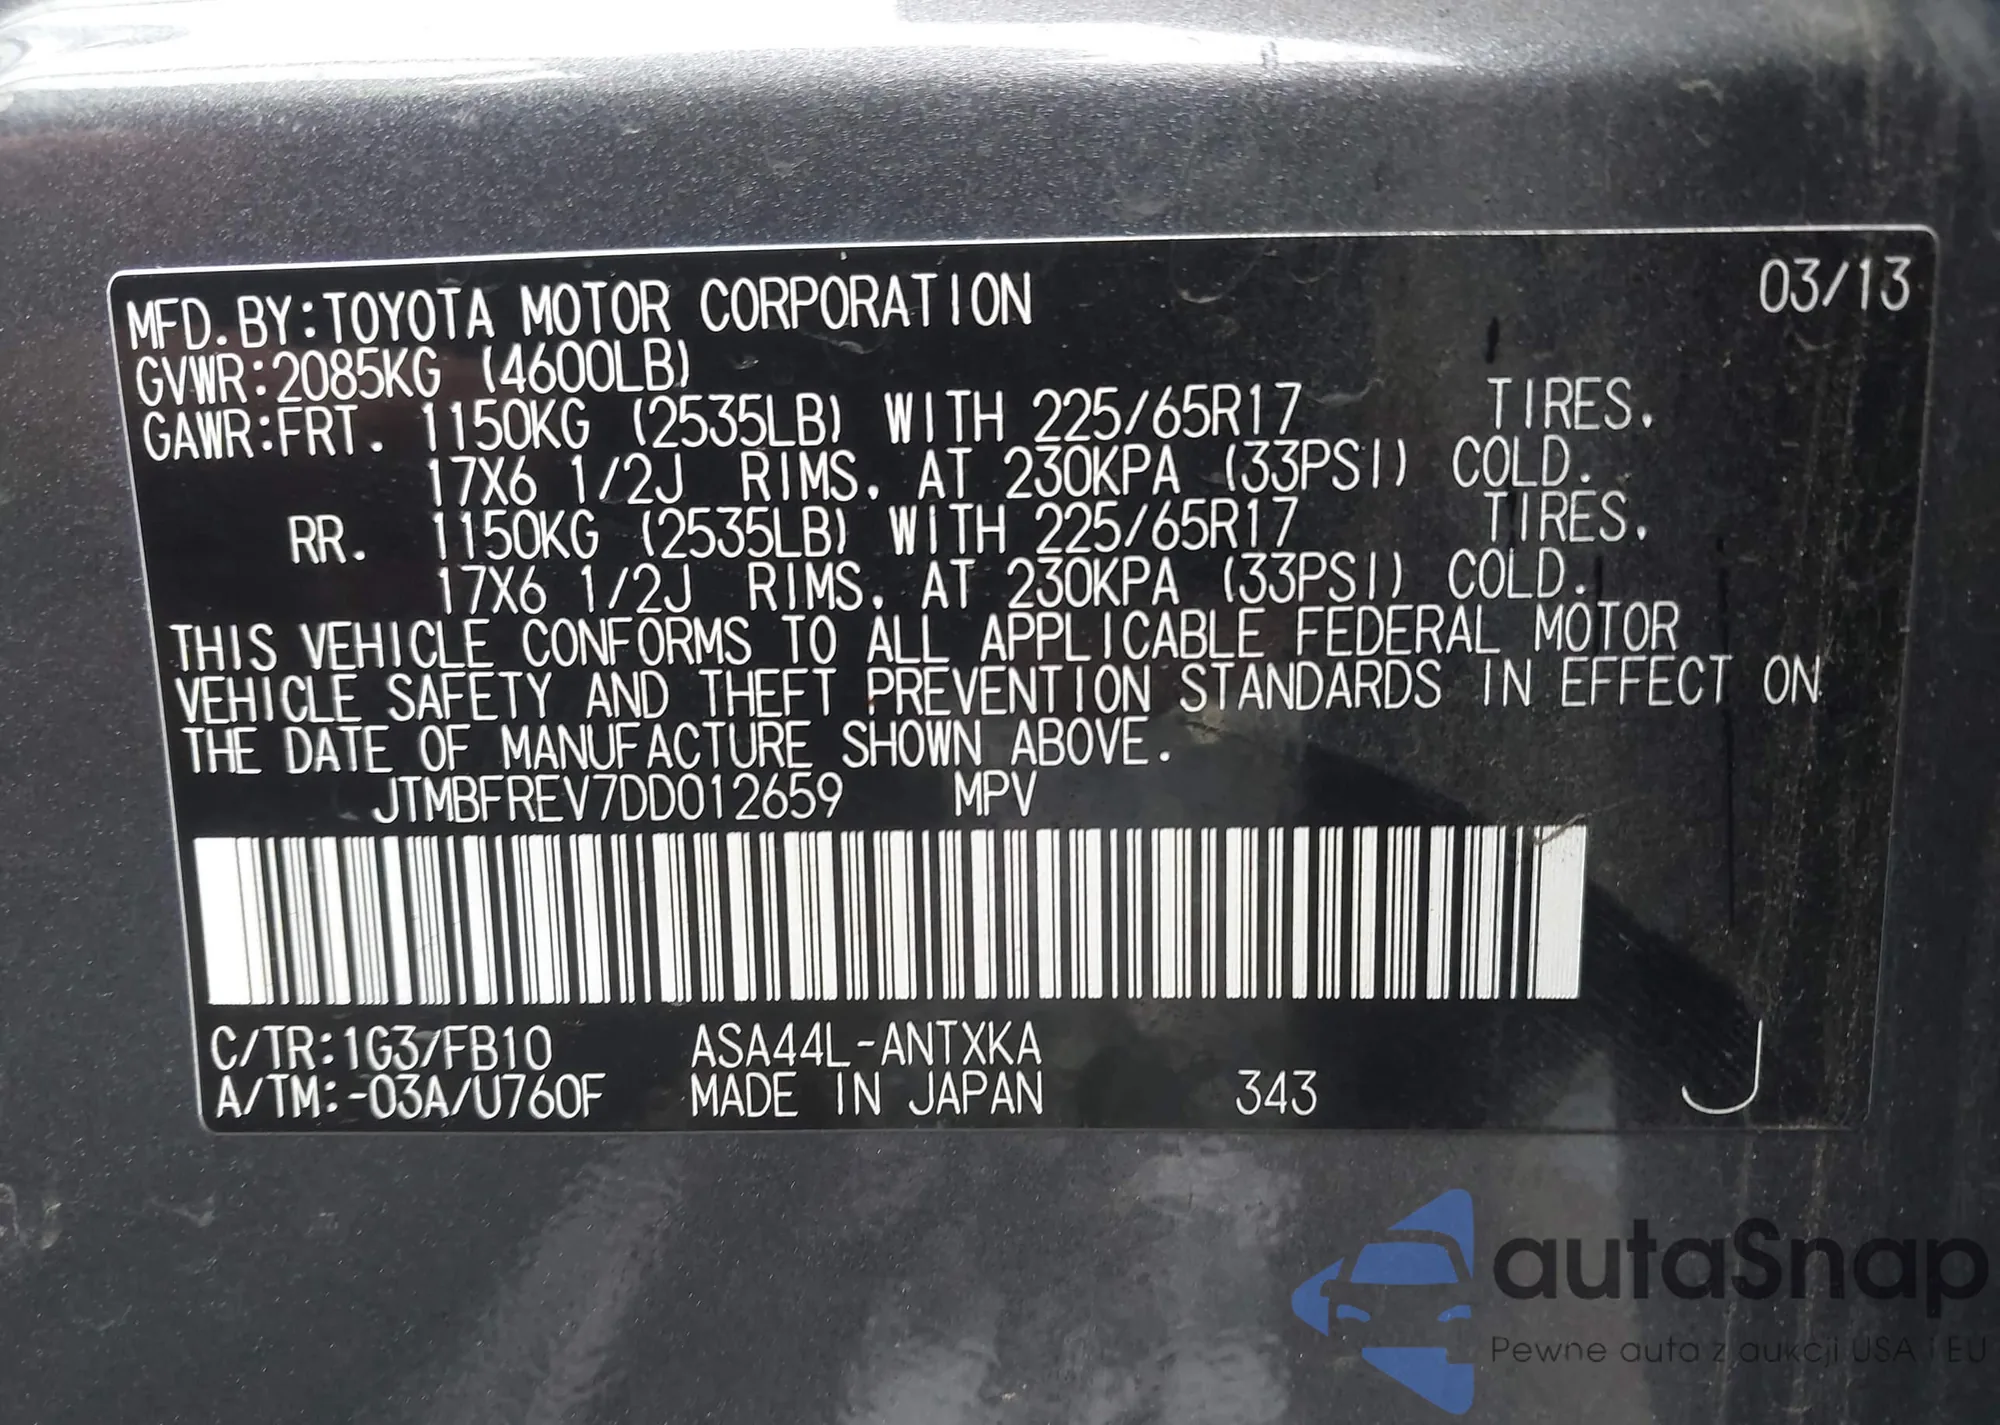 03/13
MFD. BY:TOYOTA MOTOR CORPORATION
GVWR:2085KG (4600LB)
GAWR:FRT. 1150KG (2535LB) WITH 225/65R17 TIRES.
17X6 1/2J RIMS, AT 230KPA (33PSI) COLD.
RR. 1150KG (2535LB) WITH 225/65R17 TIRES.
17X6 1/2J RIMS, AT 230KPA (33PSI) COLD.
THIS VEHICLE CONFORMS TO ALL APPLICABLE FEDERAL MOTOR
VEHICLE SAFETY AND THEFT PREVENTION STANDARDS IN EFFECT ON
THE DATE OF MANUFACTURE SHOWN ABOVE.
JTMBFREV7DD012659 MPV
C/TR:1G3/FB10 ASA44L-ANTXKA
A/TM:-03A/U760F MADE IN JAPAN 343 J
autaSnap
Pewne auta z aukcji USA i EU